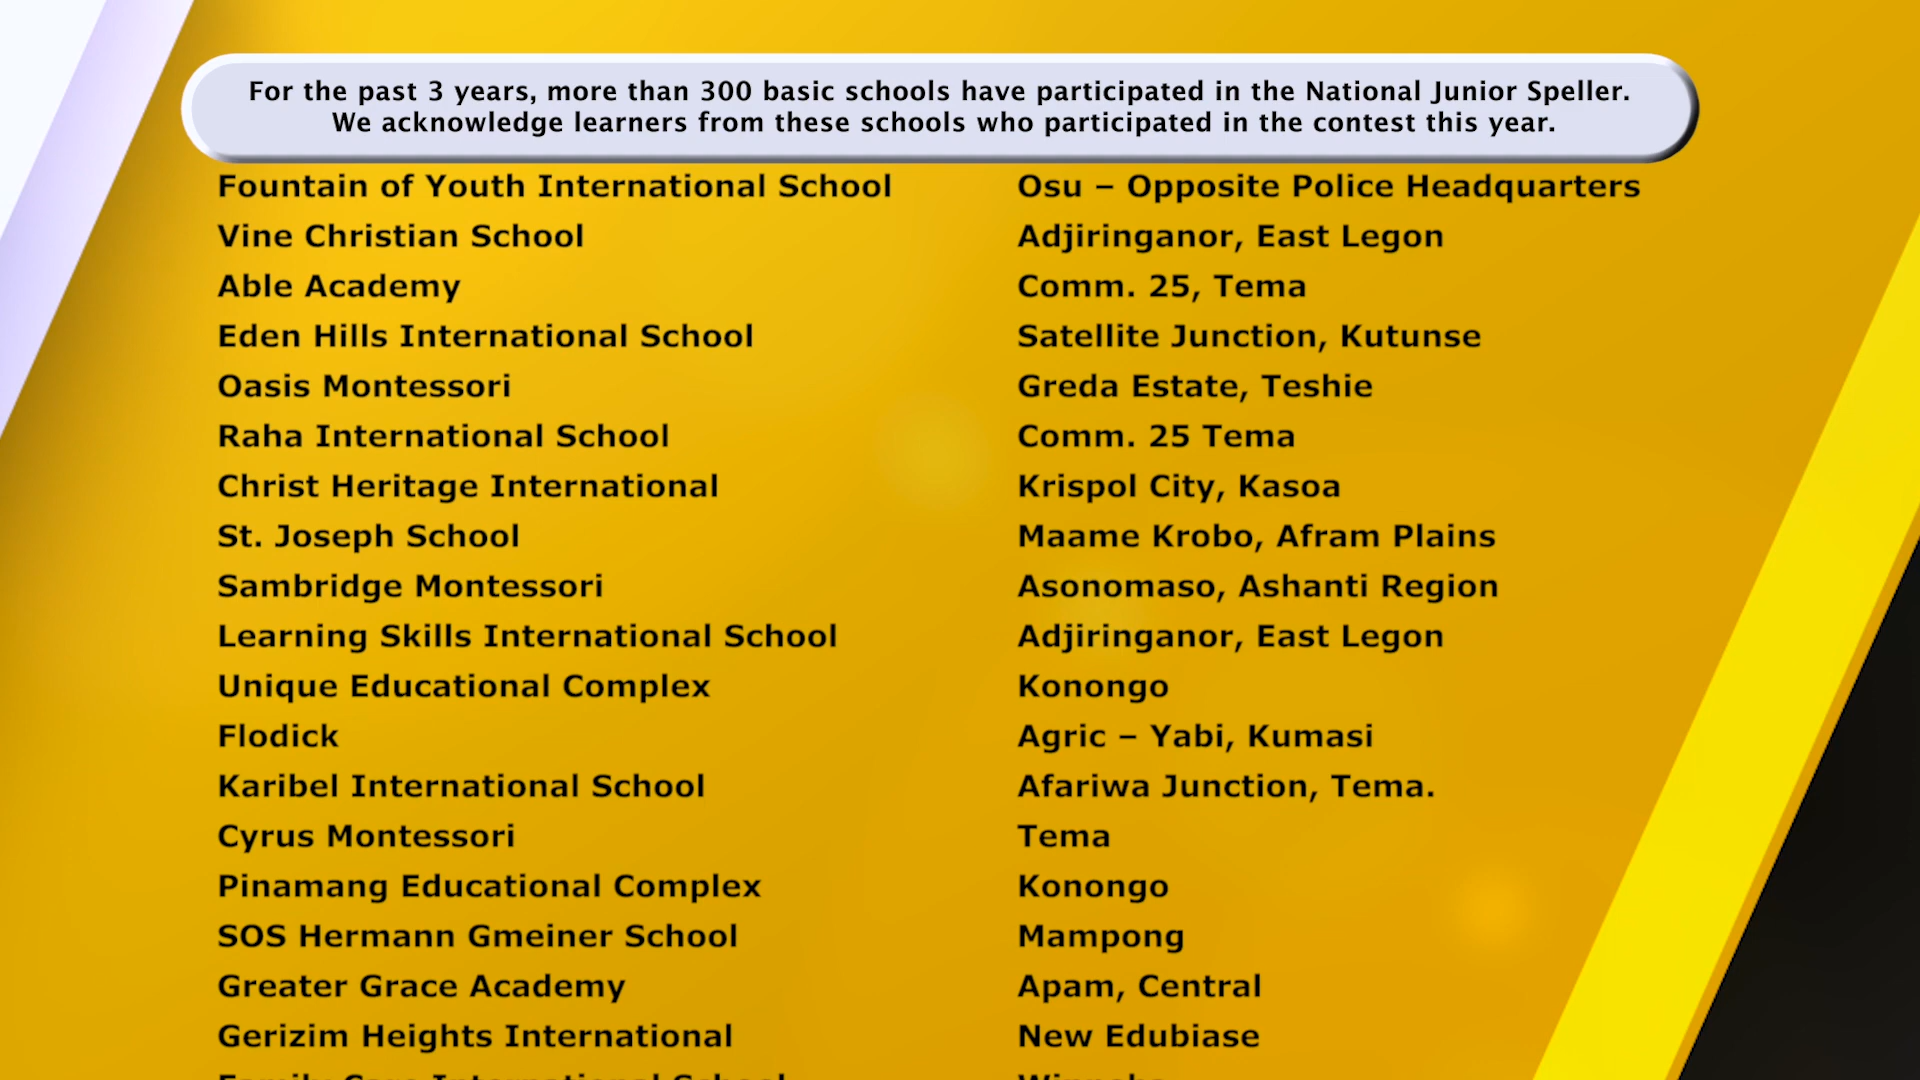 For the past 3 years, more than 300 basic schools have participated in the National Junior Speller.
We acknowledge learners from these schools who participated in the contest this year.
Fountain of Youth International School Osu – Opposite Police Headquarters
Vine Christian School Adjiringanor, East Legon
Able Academy Comm. 25, Tema
Eden Hills International School Satellite Junction, Kutunse
Oasis Montessori Greda Estate, Teshie
Raha International School Comm. 25 Tema
Christ Heritage International Krispol City, Kasoa
St. Joseph School Maame Krobo, Afram Plains
Sambridge Montessori Asonomaso, Ashanti Region
Learning Skills International School Adjiringanor, East Legon
Unique Educational Complex Konongo
Flodick Agric – Yabi, Kumasi
Karibel International School Afariwa Junction, Tema.
Cyrus Montessori Tema
Pinamang Educational Complex Konongo
SOS Hermann Gmeiner School Mampong
Greater Grace Academy Apam, Central
Gerizim Heights International New Edubiase